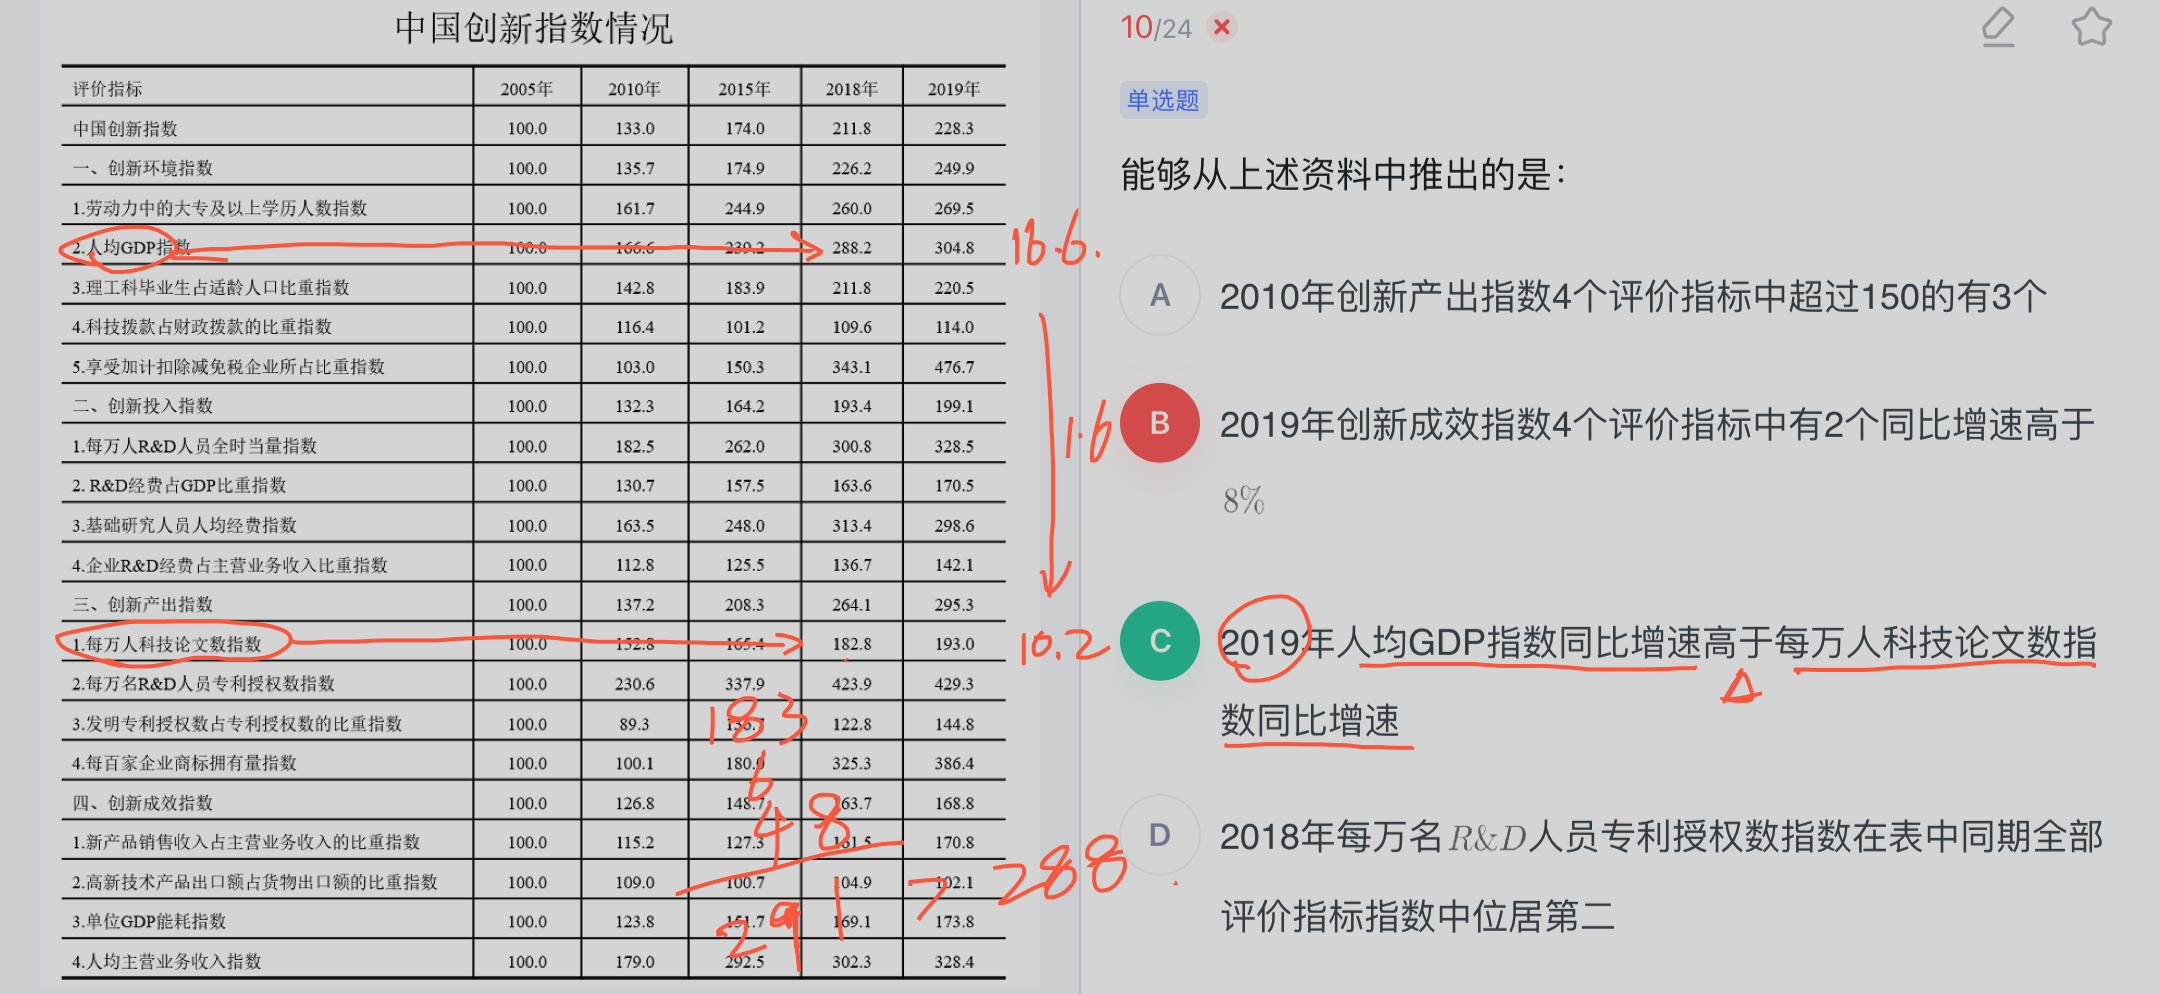 中国创新指数情况
评价指标 2005年 2010年 2015年 2018年 2019年
中国创新指数 100.0 133.0 174.0 211.8 228.3
一、创新环境指数 100.0 135.7 174.9 226.2 249.9
1.劳动力中的大专及以上学历人数指数 100.0 161.7 244.9 260.0 269.5
2.人均GDP指数 100.0 166.6 239.2 288.2 304.8
3.理工科毕业生占适龄人口比重指数 100.0 142.8 183.9 211.8 220.5
4.科技拨款占财政拨款的比重指数 100.0 116.4 101.2 109.6 114.0
5.享受加计扣除减免税企业所占比重指数 100.0 103.0 150.3 343.1 476.7
二、创新投入指数 100.0 132.3 164.2 193.4 199.1
1.每万人R&D人员全时当量指数 100.0 182.5 262.0 300.8 328.5
2. R&D经费占GDP比重指数 100.0 130.7 157.5 163.6 170.5
3.基础研究人员人均经费指数 100.0 163.5 248.0 313.4 298.6
4.企业R&D经费占主营业务收入比重指数 100.0 112.8 125.5 136.7 142.1
三、创新产出指数 100.0 137.2 208.3 264.1 295.3
1.每万人科技论文数指数 100.0 152.8 165.4 182.8 193.0
2.每万名R&D人员专利授权数指数 100.0 230.6 337.9 423.9 429.3
3.发明专利授权数占专利授权数的比重指数 100.0 89.3 122.8 144.8
4.每百家企业商标拥有量指数 100.0 100.1 180.0 325.3 386.4
四、创新成效指数 100.0 126.8 148.7 163.7 168.8
1.新产品销售收入占主营业务收入的比重指数 100.0 115.2 127.3 161.5 170.8
2.高新技术产品出口额占货物出口额的比重指数 100.0 109.0 100.7 104.9 102.1
3.单位GDP能耗指数 100.0 123.8 151.7 169.1 173.8
4.人均主营业务收入指数 100.0 179.0 292.5 302.3 328.4
16.6.
1.6
10.2
183
6
48
291 7 288
10/24
单选题
能够从上述资料中推出的是：
A 2010年创新产出指数4个评价指标中超过150的有3个
B 2019年创新成效指数4个评价指标中有2个同比增速高于
8%
C 2019年人均GDP指数同比增速高于每万人科技论文数指
数同比增速
D 2018年每万名R&D人员专利授权数指数在表中同期全部
评价指标指数中位居第二